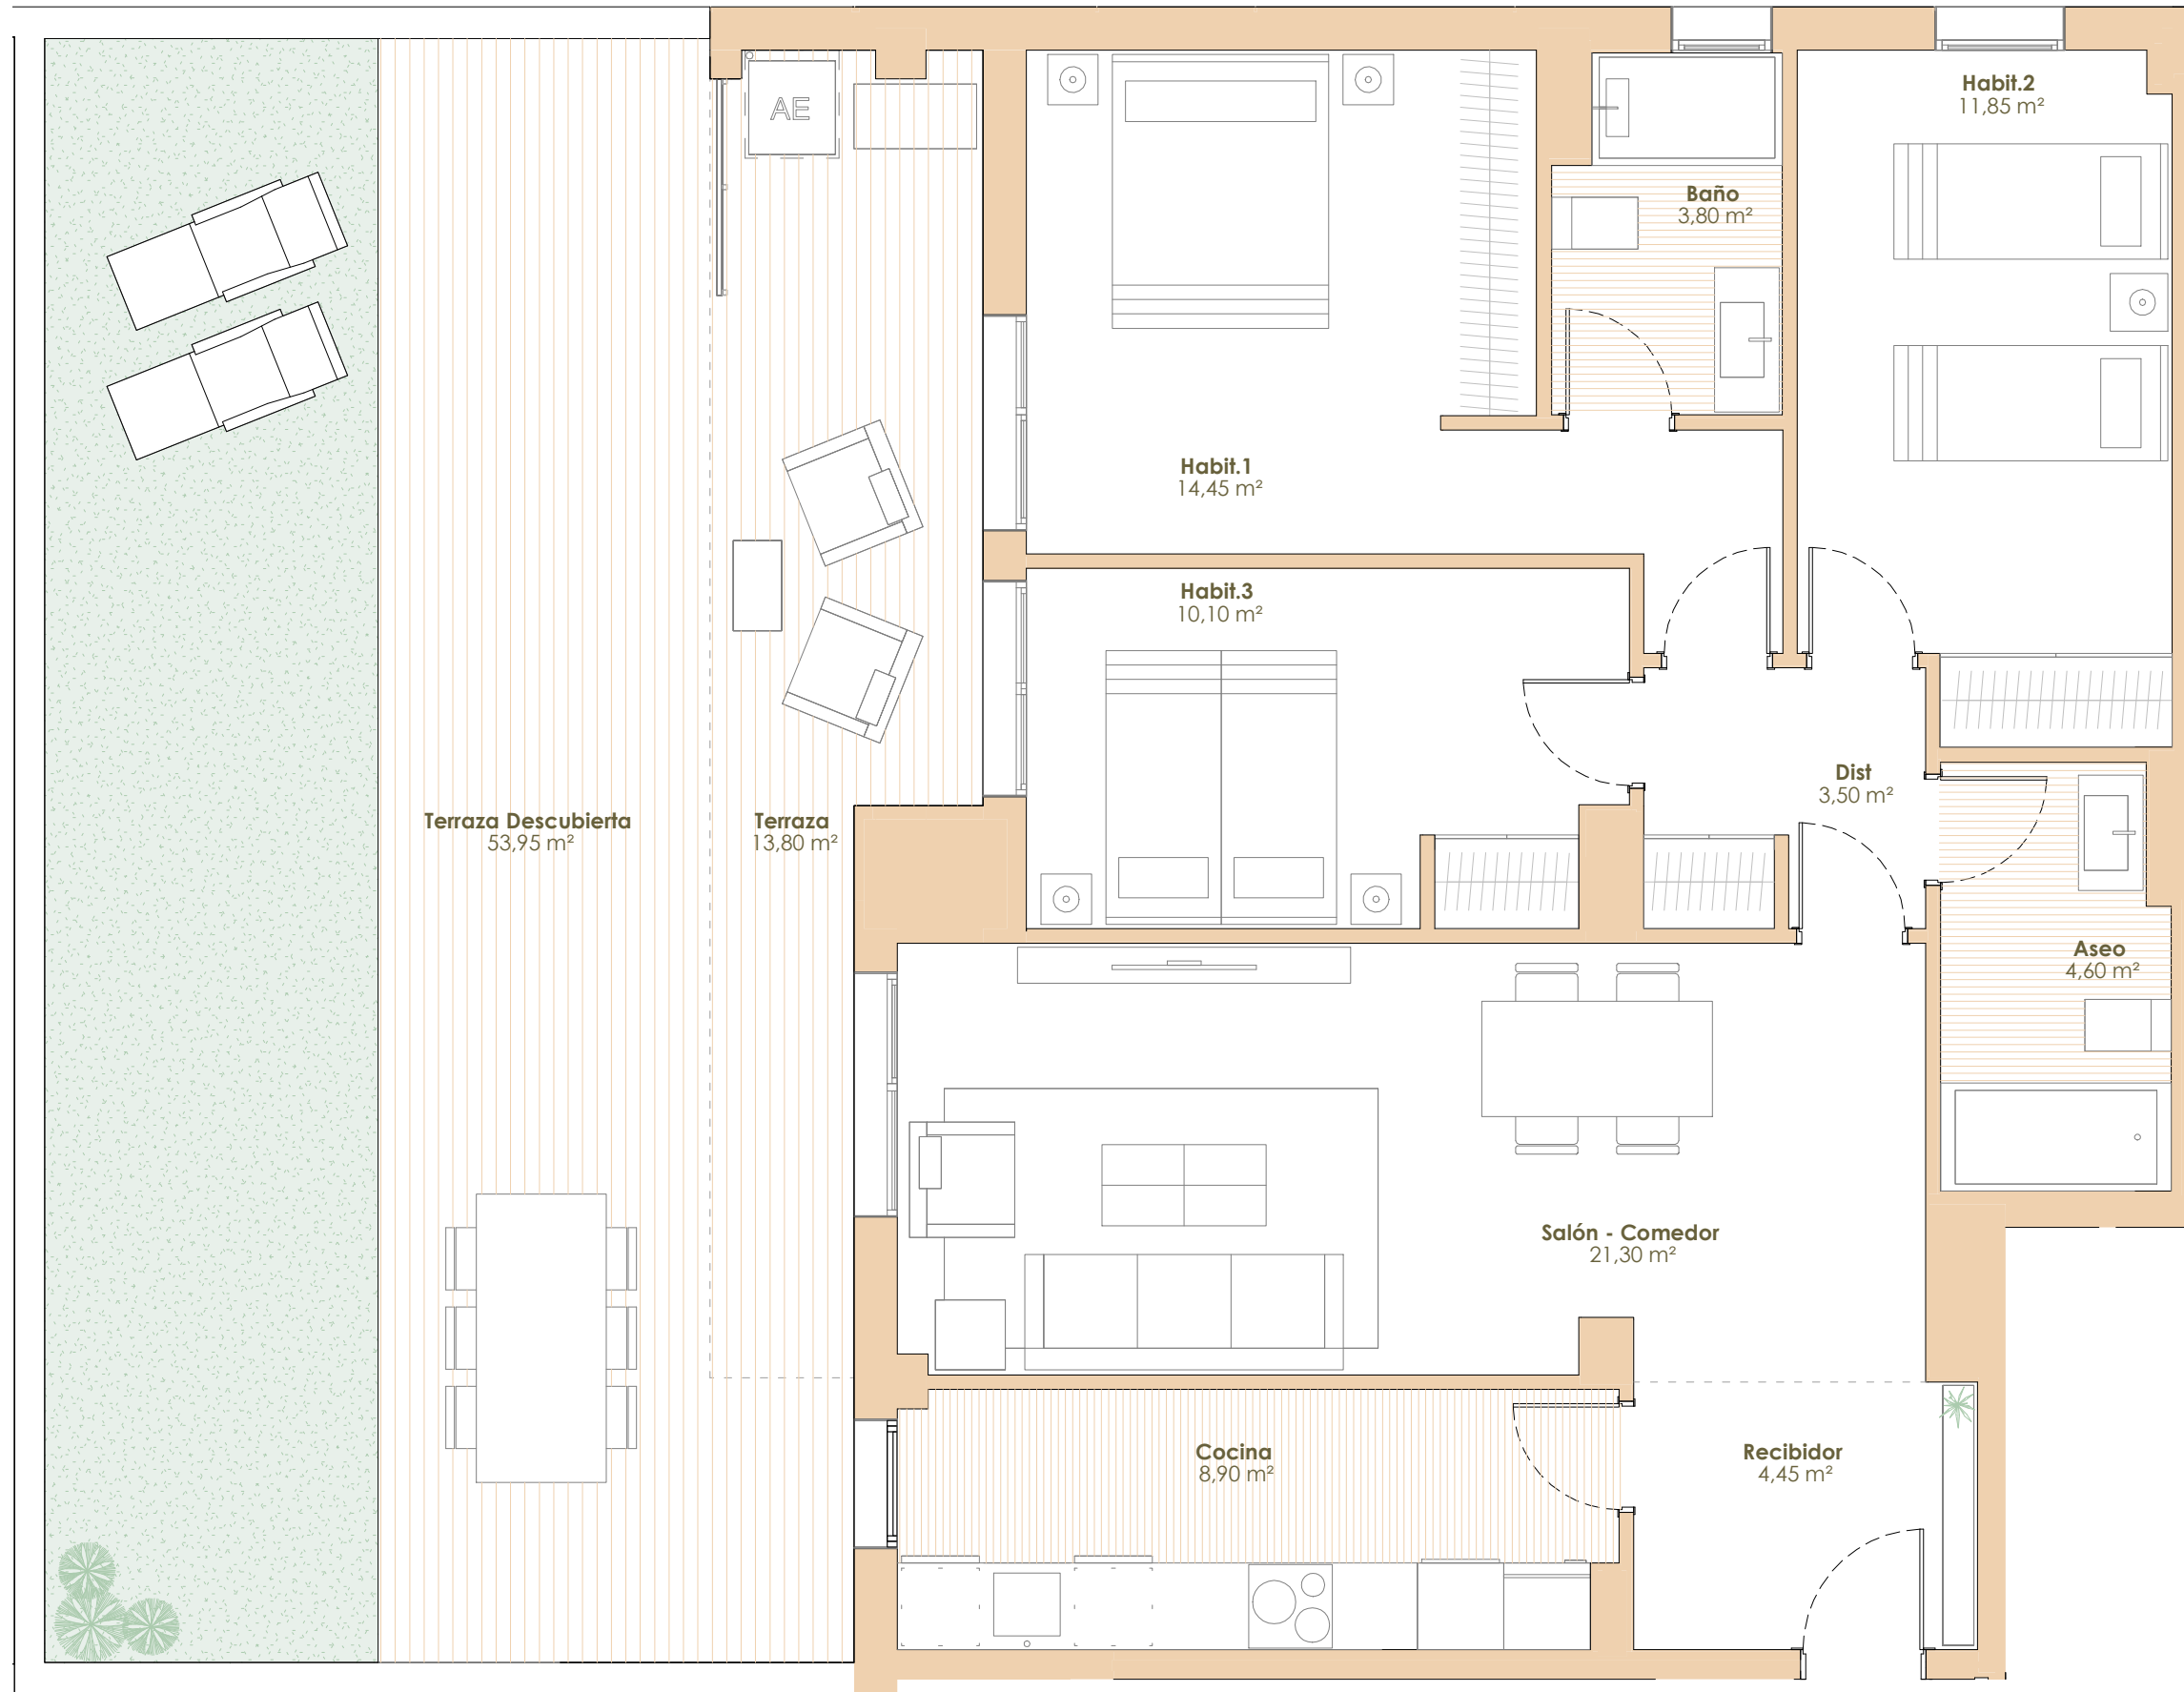 AE
Habit.2
11,85 m²
Baño
3,80 m²
Habit.1
14,45 m²
Habit.3
10,10 m²
Dist
3,50 m²
Terraza Descubierta
53,95 m²
Terraza
13,80 m²
Aseo
4,60 m²
Salón - Comedor
21,30 m²
Cocina
8,90 m²
Recibidor
4,45 m²